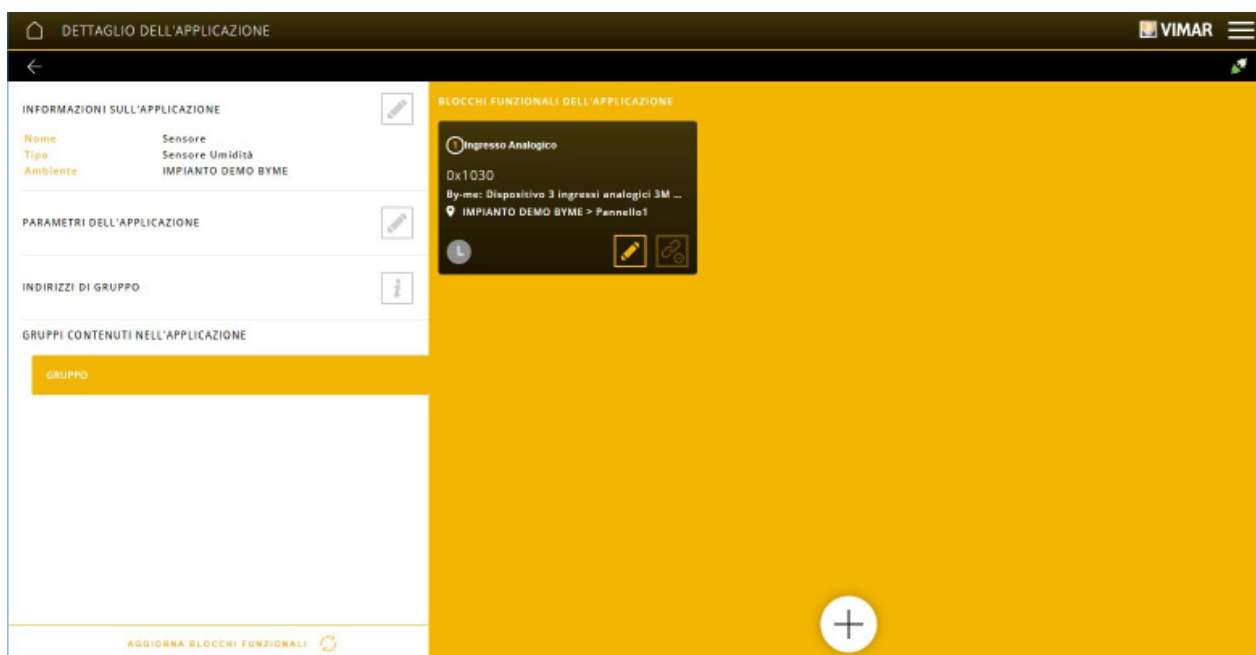 DETTAGLIO DELL'APPLICAZIONE
VIMAR
INFORMAZIONI SULL'APPLICAZIONE
Nome Sensore
Tipo Sensore Umidità
Ambiente IMPIANTO DEMO BYME
PARAMETRI DELL'APPLICAZIONE
INDIRIZZI DI GRUPPO
GRUPPI CONTENUTI NELL'APPLICAZIONE
GRUPPO
AGGIORNA BLOCCHI FUNZIONALI
BLOCCHI FUNZIONALI DELL'APPLICAZIONE
1 Ingresso Analogico
0x1030
By-me: Dispositivo 3 ingressi analogici 3M ...
IMPIANTO DEMO BYME > Pannello1
L